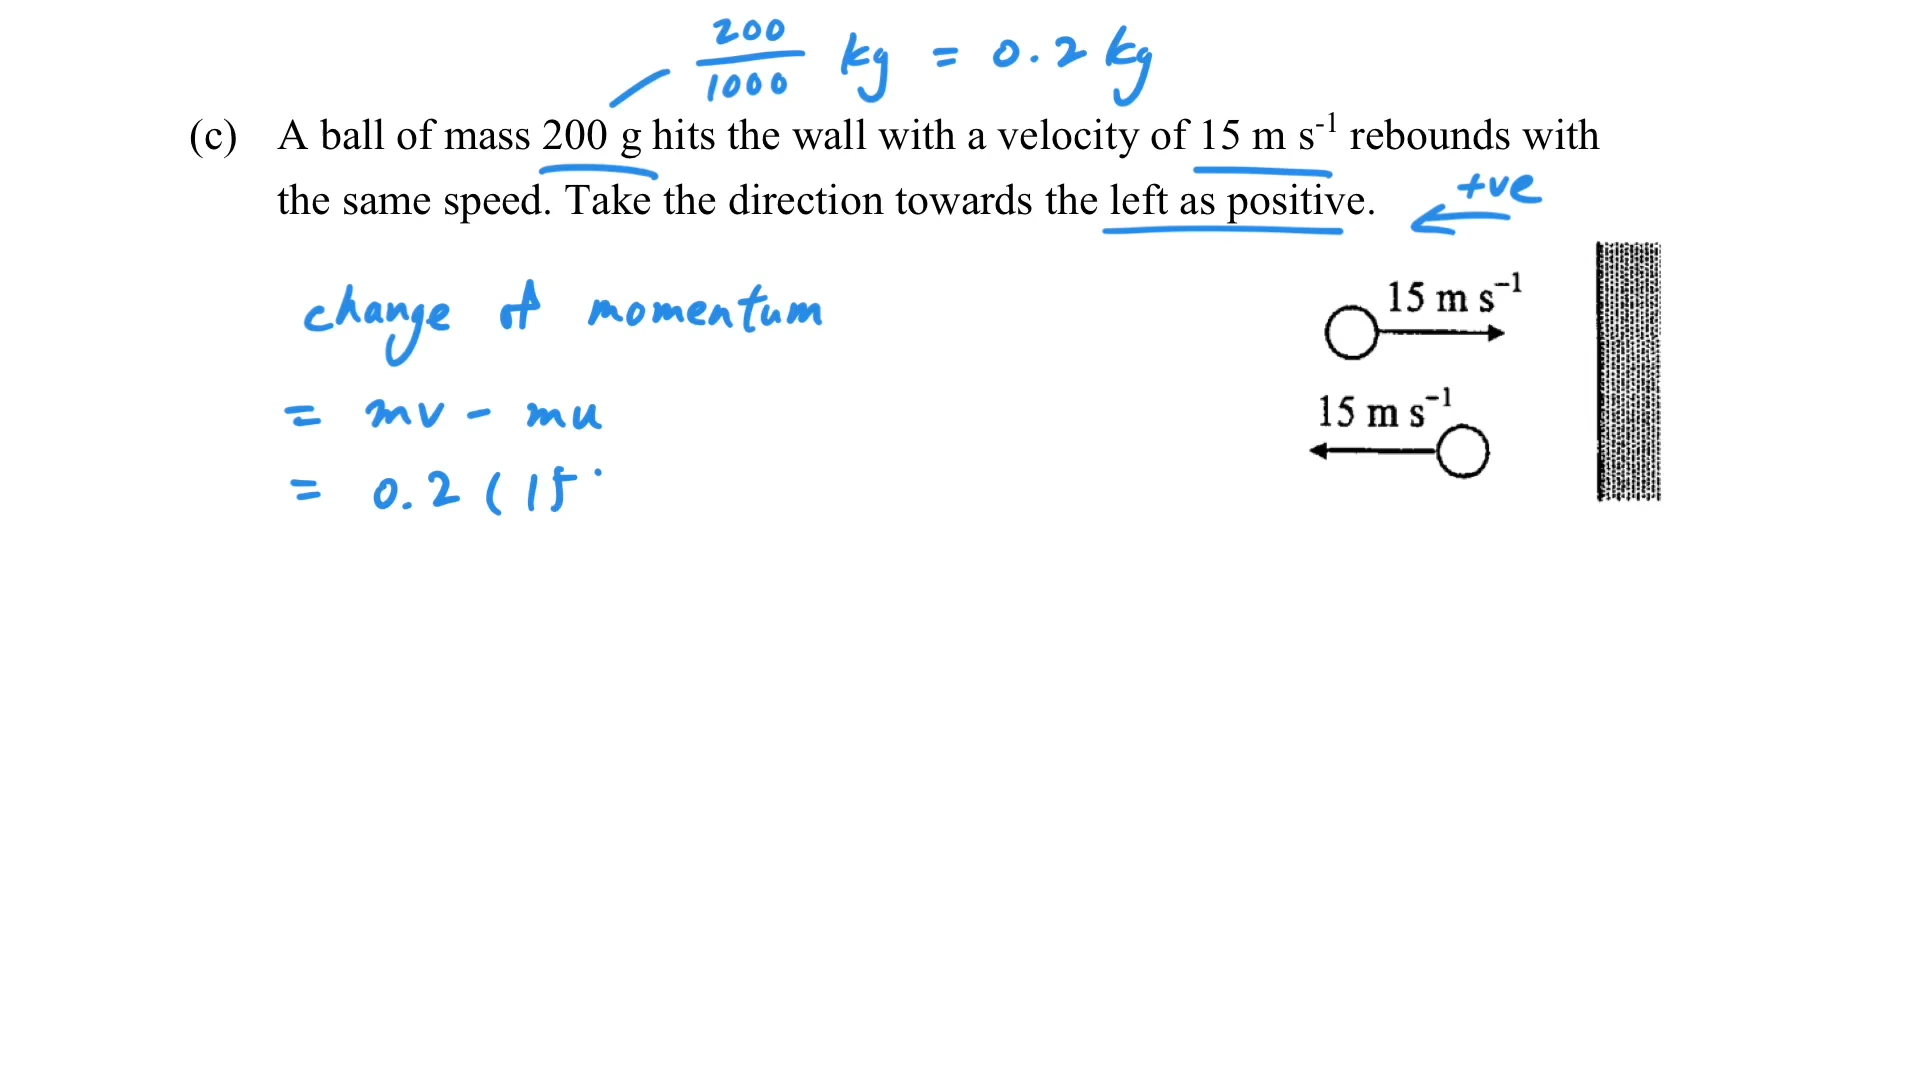 200/1000 kg = 0.2 kg
(c) A ball of mass 200 g hits the wall with a velocity of 15 m s⁻¹ rebounds with
the same speed. Take the direction towards the left as positive.
+ve
change of momentum
15 m s⁻¹
= mv - mu
15 m s⁻¹
= 0.2 ( 15